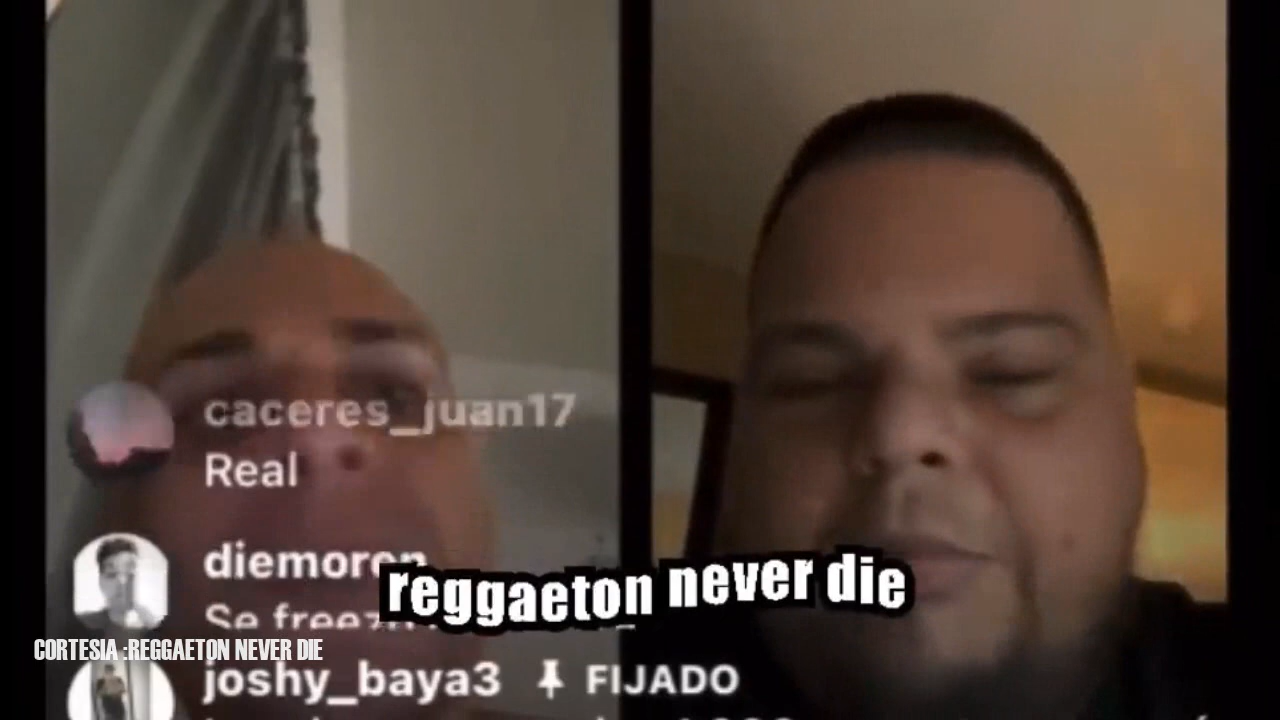 caceres_juan17
Real
diemoren
reggaeton never die
CORTESIA :REGGAETON NEVER DIE
joshy_baya3 FIJADO